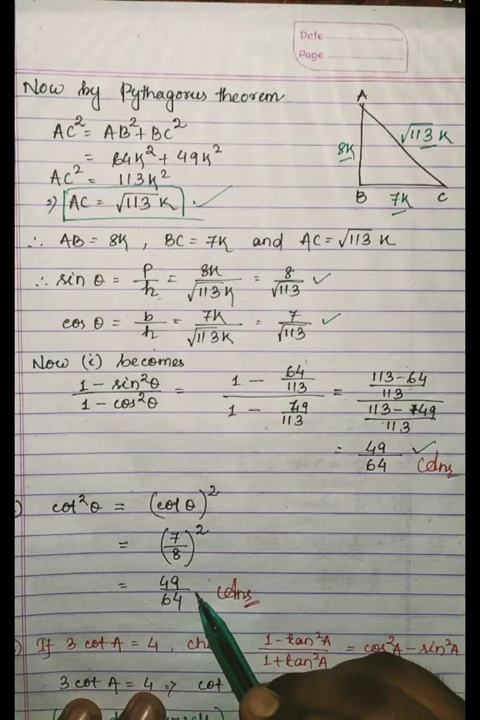 Date
Page
Now by Pythagorus theorem
AC² = AB² + BC²
= 64K² + 49K²
AC² = 113K²
⇒ AC = √113 K
A
8K
√113 K
B
7K
C
∴ AB = 8K , BC = 7K and AC = √113 K
∴ sin θ = P/h = 8K/√113K = 8/√113
cos θ = b/h = 7K/√113K = 7/√113
Now (i) becomes
1 - sin²θ / 1 - cos²θ = 1 - 64/113 / 1 - 49/113 = 113-64/113 / 113-49/113
= 49/64 Ans
cot²θ = (cot θ)²
= (7/8)²
= 49/64 Ans
If 3 cot A = 4, 1-tan²A / 1+tan²A = cos²A - sin²A
3 cot A = 4 ⇒ cot